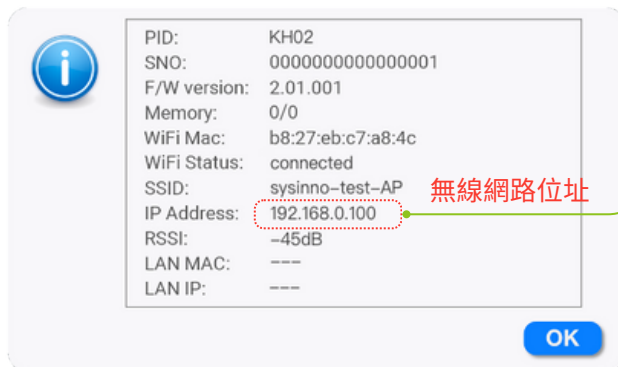 PID: KH02
SNO: 0000000000000001
F/W version: 2.01.001
Memory: 0/0
WiFi Mac: b8:27:eb:c7:a8:4c
WiFi Status: connected
SSID: sysinno-test-AP
無線網路位址
IP Address: 192.168.0.100
RSSI: -45dB
LAN MAC: ---
LAN IP: ---
OK